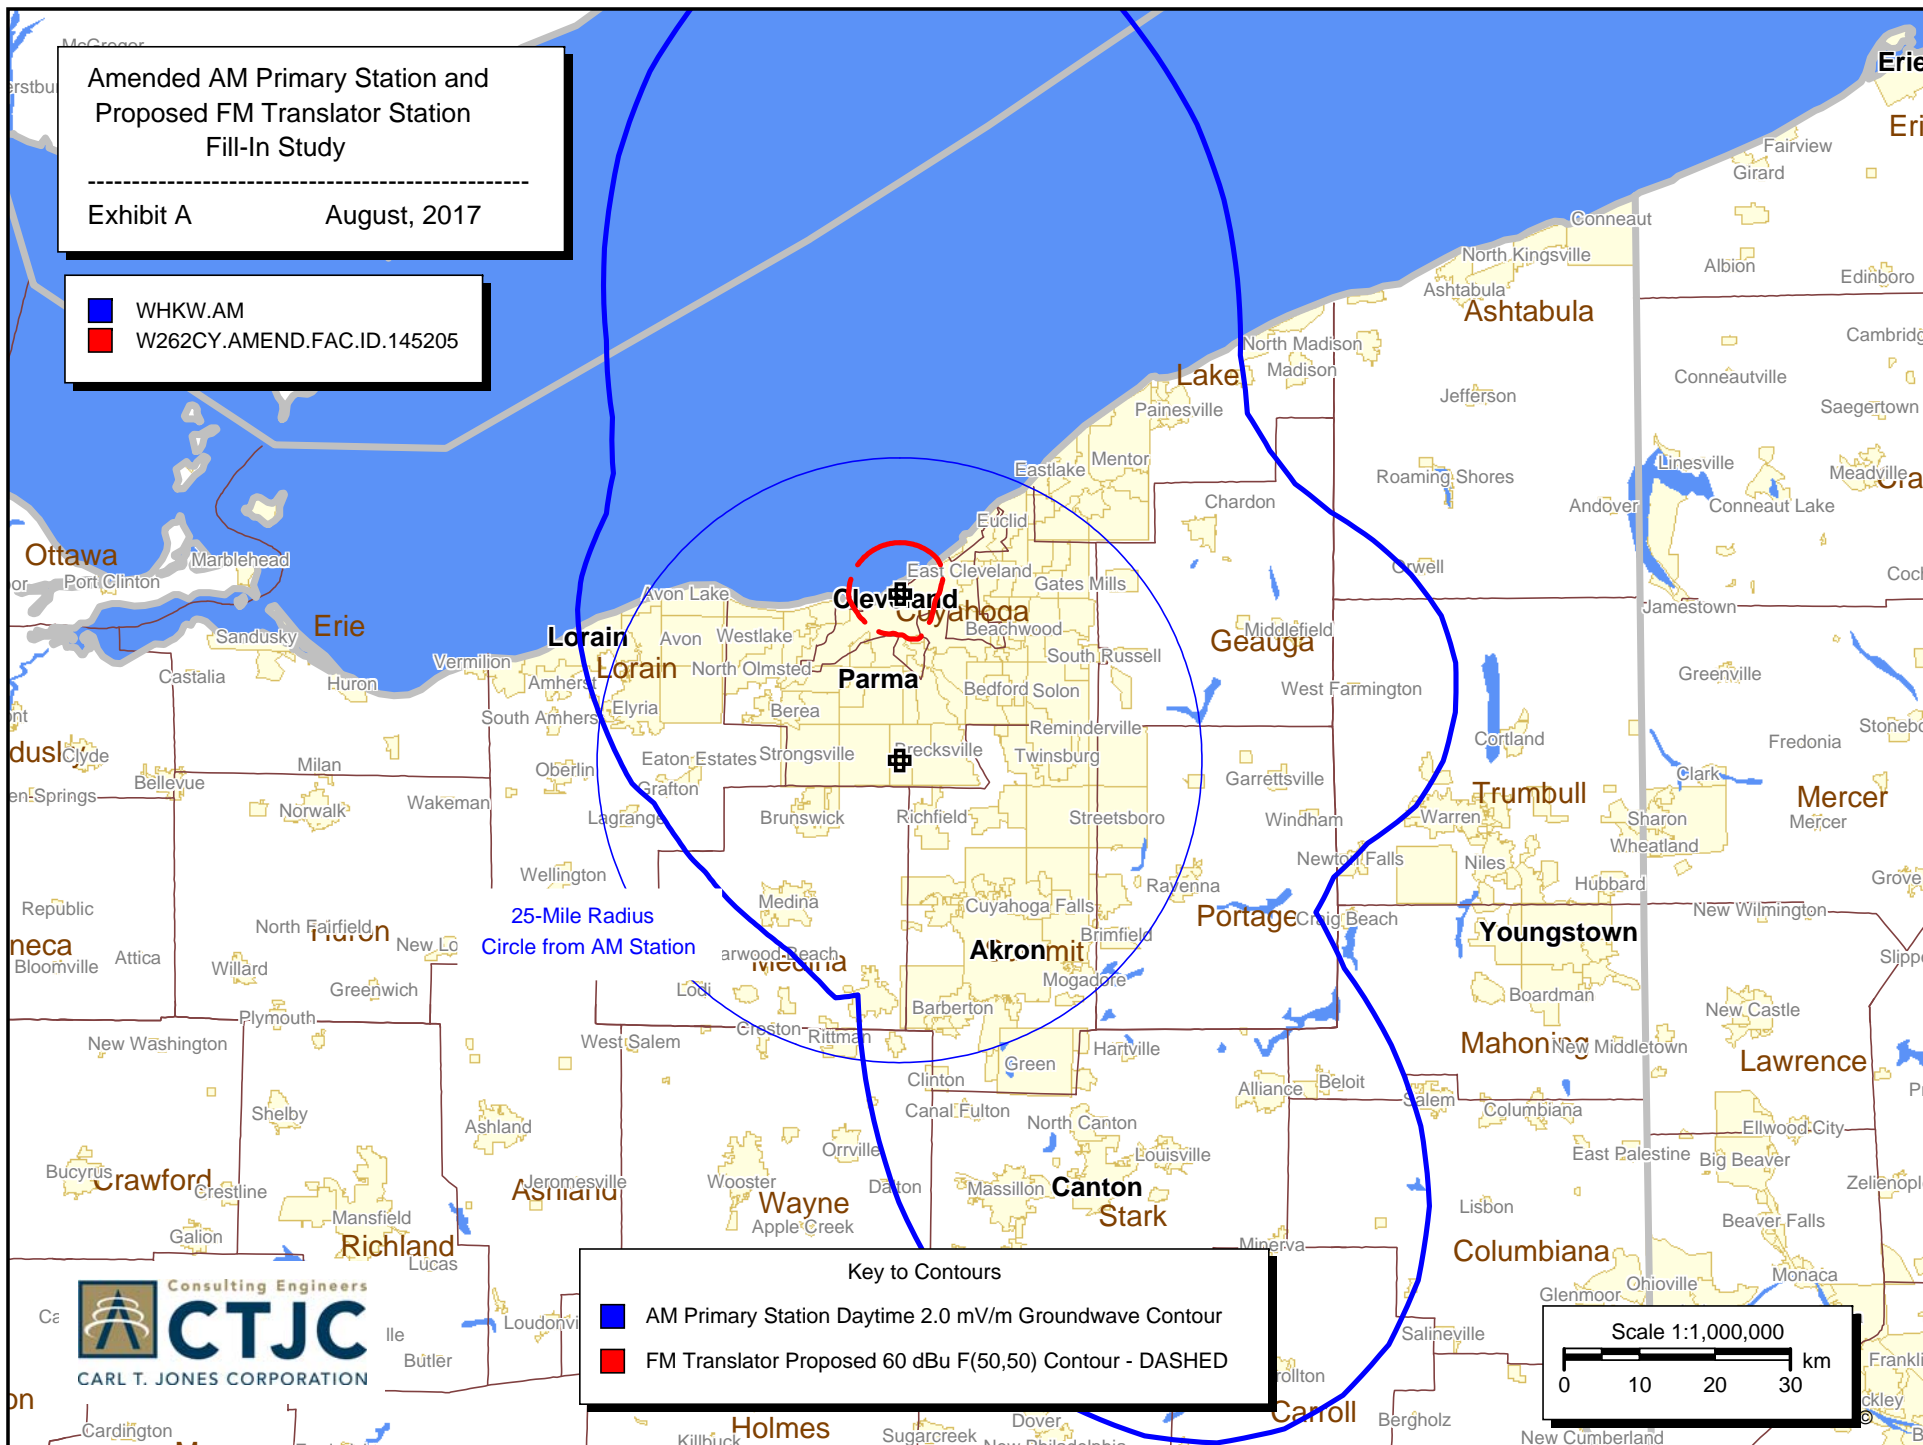 Amended AM Primary Station and
Proposed FM Translator Station
Fill-In Study
Exhibit A August, 2017
WHKW.AM
W262CY.AMEND.FAC.ID.145205
McGregor
Erie
Fairview
Girard
Conneaut
North Kingsville
Albion
Edinboro
Ashtabula
Ashtabula
North Madison
Madison
Lake
Painesville
Conneautville
Jefferson
Saegertown
Mentor
Eastlake
Chardon
Roaming Shores
Linesville
Meadville
Andover
Conneaut Lake
Euclid
Ottawa
Marblehead
Port Clinton
East Cleveland
Gates Mills
Orwell
Avon Lake
Cleveland
Cuyahoga
Jamestown
Erie
Sandusky
Lorain
Avon
Westlake
Beachwood
Geauga
Middlefield
Vermilion
Lorain
North Olmsted
South Russell
Castalia
Huron
Amherst
Parma
Bedford
Solon
West Farmington
Greenville
South Amherst
Elyria
Berea
Reminderville
Cortland
Fredonia
Clyde
Milan
Eaton Estates
Strongsville
Brecksville
Twinsburg
Bellevue
Oberlin
Grafton
Garrettsville
Clark
Trumbull
Mercer
Norwalk
Wakeman
Lagrange
Brunswick
Richfield
Streetsboro
Windham
Warren
Sharon
Mercer
Wheatland
Newton Falls
Niles
Wellington
Ravenna
Hubbard
Republic
25-Mile Radius
Circle from AM Station
Medina
Cuyahoga Falls
Portage
Craig Beach
New Wilmington
North Fairfield
Huron
Akron
Summit
Brimfield
Youngstown
Bloomville
Attica
Willard
Medina
Mogadore
Greenwich
Lodi
Boardman
Barberton
New Castle
Plymouth
New Washington
West Salem
Creston
Rittman
Green
Hartville
Mahoning
New Middletown
Lawrence
Clinton
Alliance
Beloit
Shelby
Canal Fulton
Salem
Columbiana
Ashland
North Canton
Ellwood City
Orrville
Louisville
East Palestine
Big Beaver
Bucyrus
Crawford
Crestline
Ashland
Jeromesville
Wooster
Wayne
Dalton
Massillon
Canton
Stark
Lisbon
Mansfield
Apple Creek
Beaver Falls
Galion
Richland
Lucas
Minerva
Columbiana
Ohioville
Monaca
Glenmoor
Consulting Engineers
CTJC
CARL T. JONES CORPORATION
Butler
Key to Contours
AM Primary Station Daytime 2.0 mV/m Groundwave Contour
FM Translator Proposed 60 dBu F(50,50) Contour - DASHED
Salineville
Scale 1:1,000,000
km
0 10 20 30
Carroll
Bergholz
Cardington
Holmes
Killbuck
Sugarcreek
Dover
New Philadelphia
New Cumberland
©